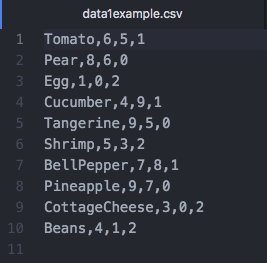 data1example.csv
1 Tomato,6,5,1
2 Pear,8,6,0
3 Egg,1,0,2
4 Cucumber,4,9,1
5 Tangerine,9,5,0
6 Shrimp,5,3,2
7 BellPepper,7,8,1
8 Pineapple,9,7,0
9 CottageCheese,3,0,2
10 Beans,4,1,2
11